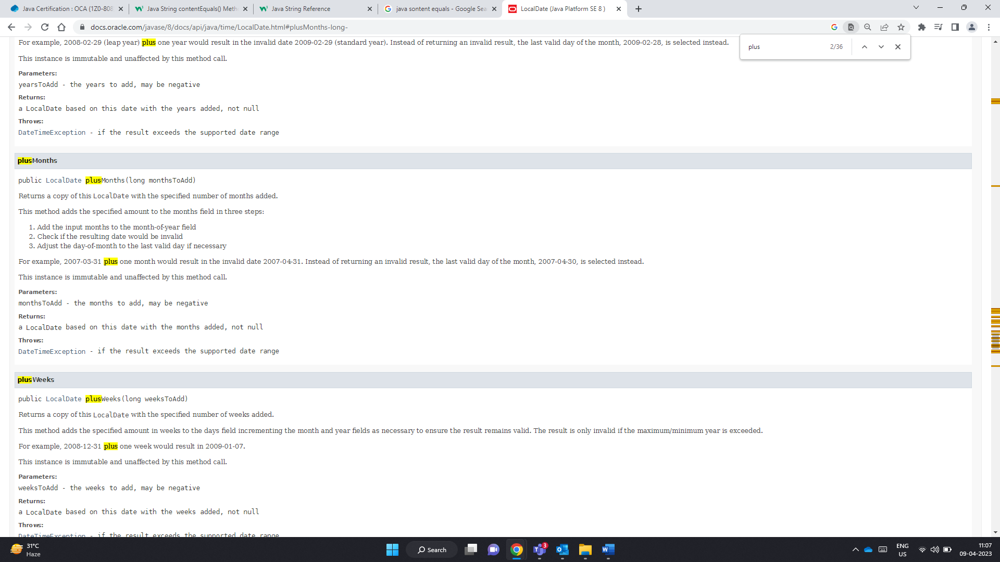 Java Certification : OCA (1Z0-808
Java String contentEquals() Meth
Java String Reference
java sontent equals - Google Sea
LocalDate (Java Platform SE 8 )
docs.oracle.com/javase/8/docs/api/java/time/LocalDate.html#plusMonths-long-
plus
2/36
For example, 2008-02-29 (leap year) plus one year would result in the invalid date 2009-02-29 (standard year). Instead of returning an invalid result, the last valid day of the month, 2009-02-28, is selected instead.
This instance is immutable and unaffected by this method call.
Parameters:
yearsToAdd - the years to add, may be negative
Returns:
a LocalDate based on this date with the years added, not null
Throws:
DateTimeException - if the result exceeds the supported date range
plusMonths
public LocalDate plusMonths(long monthsToAdd)
Returns a copy of this LocalDate with the specified number of months added.
This method adds the specified amount to the months field in three steps:
1. Add the input months to the month-of-year field
2. Check if the resulting date would be invalid
3. Adjust the day-of-month to the last valid day if necessary
For example, 2007-03-31 plus one month would result in the invalid date 2007-04-31. Instead of returning an invalid result, the last valid day of the month, 2007-04-30, is selected instead.
This instance is immutable and unaffected by this method call.
Parameters:
monthsToAdd - the months to add, may be negative
Returns:
a LocalDate based on this date with the months added, not null
Throws:
DateTimeException - if the result exceeds the supported date range
plusWeeks
public LocalDate plusWeeks(long weeksToAdd)
Returns a copy of this LocalDate with the specified number of weeks added.
This method adds the specified amount in weeks to the days field incrementing the month and year fields as necessary to ensure the result remains valid. The result is only invalid if the maximum/minimum year is exceeded.
For example, 2008-12-31 plus one week would result in 2009-01-07.
This instance is immutable and unaffected by this method call.
Parameters:
weeksToAdd - the weeks to add, may be negative
Returns:
a LocalDate based on this date with the weeks added, not null
Throws:
DateTimeException - if the result exceeds the supported date range
31°C
Haze
Search
3
ENG
US
11:07
09-04-2023